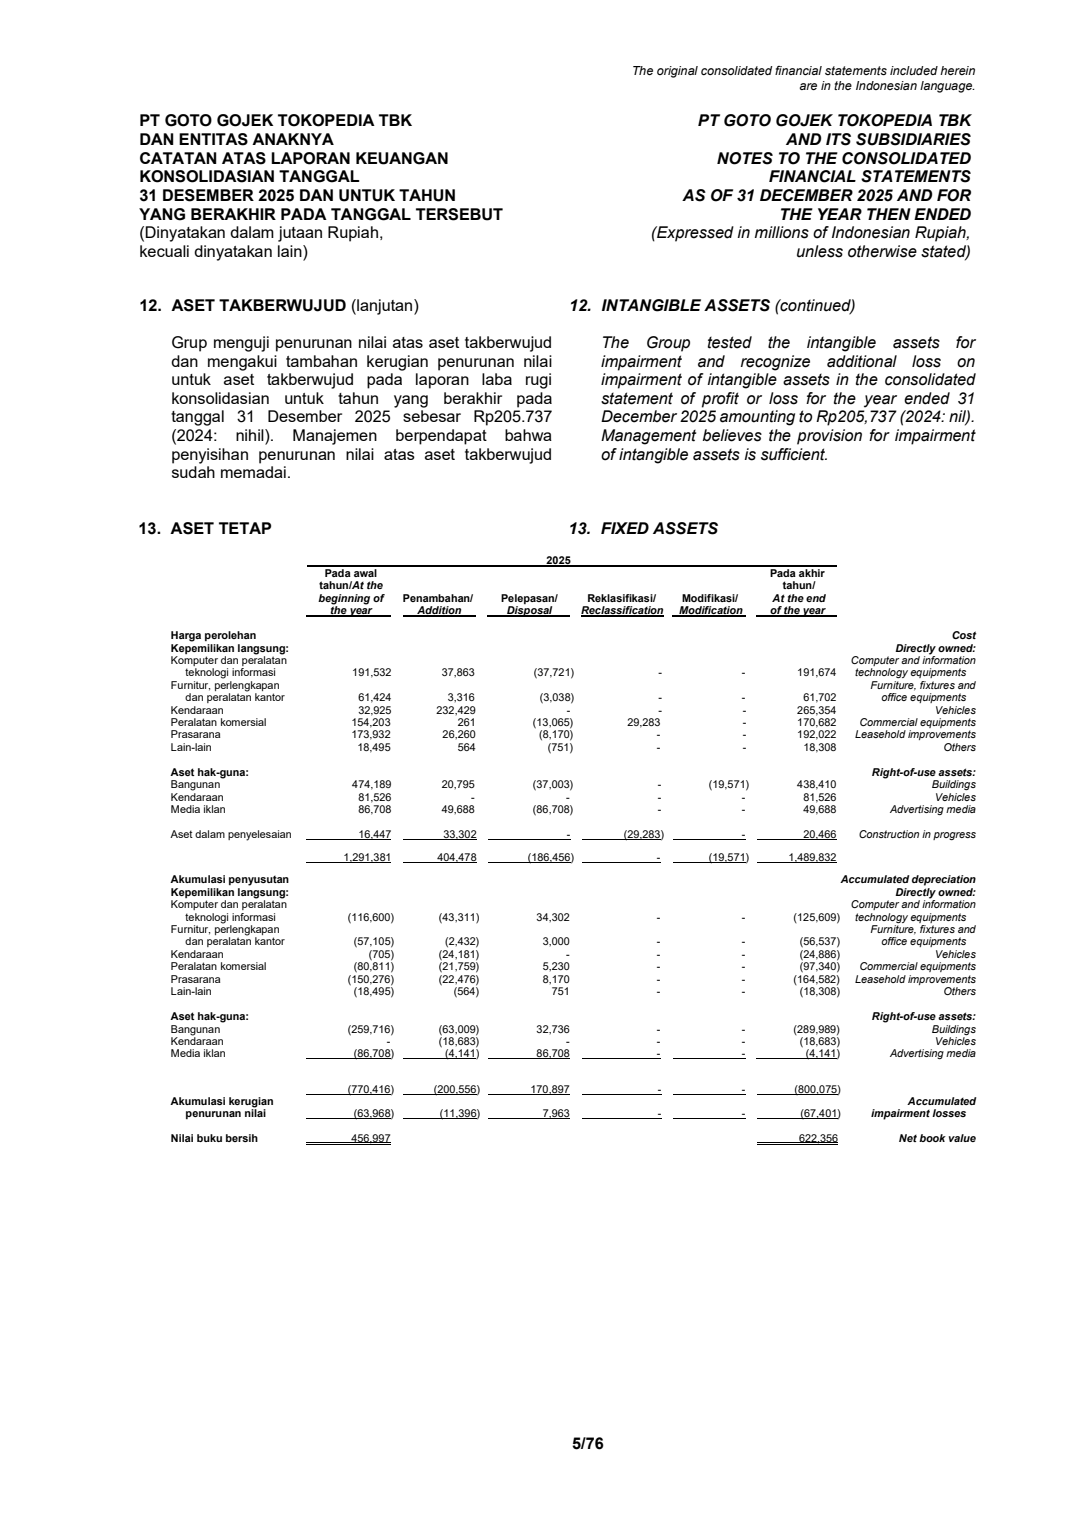 The original consolidated financial statements included herein
are in the Indonesian language.
PT GOTO GOJEK TOKOPEDIA TBK
DAN ENTITAS ANAKNYA
CATATAN ATAS LAPORAN KEUANGAN
KONSOLIDASIAN TANGGAL
31 DESEMBER 2025 DAN UNTUK TAHUN
YANG BERAKHIR PADA TANGGAL TERSEBUT
(Dinyatakan dalam jutaan Rupiah,
kecuali dinyatakan lain)
PT GOTO GOJEK TOKOPEDIA TBK
AND ITS SUBSIDIARIES
NOTES TO THE CONSOLIDATED
FINANCIAL STATEMENTS
AS OF 31 DECEMBER 2025 AND FOR
THE YEAR THEN ENDED
(Expressed in millions of Indonesian Rupiah,
unless otherwise stated)
12. ASET TAKBERWUJUD (lanjutan)
Grup menguji penurunan nilai atas aset takberwujud
dan mengakui tambahan kerugian penurunan nilai
untuk aset takberwujud pada laporan laba rugi
konsolidasian untuk tahun yang berakhir pada
tanggal 31 Desember 2025 sebesar Rp205.737
(2024: nihil). Manajemen berpendapat bahwa
penyisihan penurunan nilai atas aset takberwujud
sudah memadai.
12. INTANGIBLE ASSETS (continued)
The Group tested the intangible assets for
impairment and recognize additional loss on
impairment of intangible assets in the consolidated
statement of profit or loss for the year ended 31
December 2025 amounting to Rp205,737 (2024: nil).
Management believes the provision for impairment
of intangible assets is sufficient.
13. ASET TETAP
13. FIXED ASSETS
2025
Pada awal
tahun/At the
beginning of
the year
Penambahan/
Addition
Pelepasan/
Disposal
Reklasifikasi/
Reclassification
Modifikasi/
Modification
Pada akhir
tahun/
At the end
of the year
Harga perolehan Cost
Kepemilikan langsung: Directly owned:
Komputer dan peralatan Computer and information
teknologi informasi 191,532 37,863 (37,721) - - 191,674 technology equipments
Furnitur, perlengkapan Furniture, fixtures and
dan peralatan kantor 61,424 3,316 (3,038) - - 61,702 office equipments
Kendaraan 32,925 232,429 - - - 265,354 Vehicles
Peralatan komersial 154,203 261 (13,065) 29,283 - 170,682 Commercial equipments
Prasarana 173,932 26,260 (8,170) - - 192,022 Leasehold improvements
Lain-lain 18,495 564 (751) - - 18,308 Others
Aset hak-guna: Right-of-use assets:
Bangunan 474,189 20,795 (37,003) - (19,571) 438,410 Buildings
Kendaraan 81,526 - - - - 81,526 Vehicles
Media iklan 86,708 49,688 (86,708) - - 49,688 Advertising media
Aset dalam penyelesaian 16,447 33,302 - (29,283) - 20,466 Construction in progress
1,291,381 404,478 (186,456) - (19,571) 1,489,832
Akumulasi penyusutan Accumulated depreciation
Kepemilikan langsung: Directly owned:
Komputer dan peralatan Computer and information
teknologi informasi (116,600) (43,311) 34,302 - - (125,609) technology equipments
Furnitur, perlengkapan Furniture, fixtures and
dan peralatan kantor (57,105) (2,432) 3,000 - - (56,537) office equipments
Kendaraan (705) (24,181) - - - (24,886) Vehicles
Peralatan komersial (80,811) (21,759) 5,230 - - (97,340) Commercial equipments
Prasarana (150,276) (22,476) 8,170 - - (164,582) Leasehold improvements
Lain-lain (18,495) (564) 751 - - (18,308) Others
Aset hak-guna: Right-of-use assets:
Bangunan (259,716) (63,009) 32,736 - - (289,989) Buildings
Kendaraan - (18,683) - - - (18,683) Vehicles
Media iklan (86,708) (4,141) 86,708 - - (4,141) Advertising media
(770,416) (200,556) 170,897 - - (800,075)
Akumulasi kerugian Accumulated
penurunan nilai (63,968) (11,396) 7,963 - - (67,401) impairment losses
Nilai buku bersih 456,997 622,356 Net book value
5/76